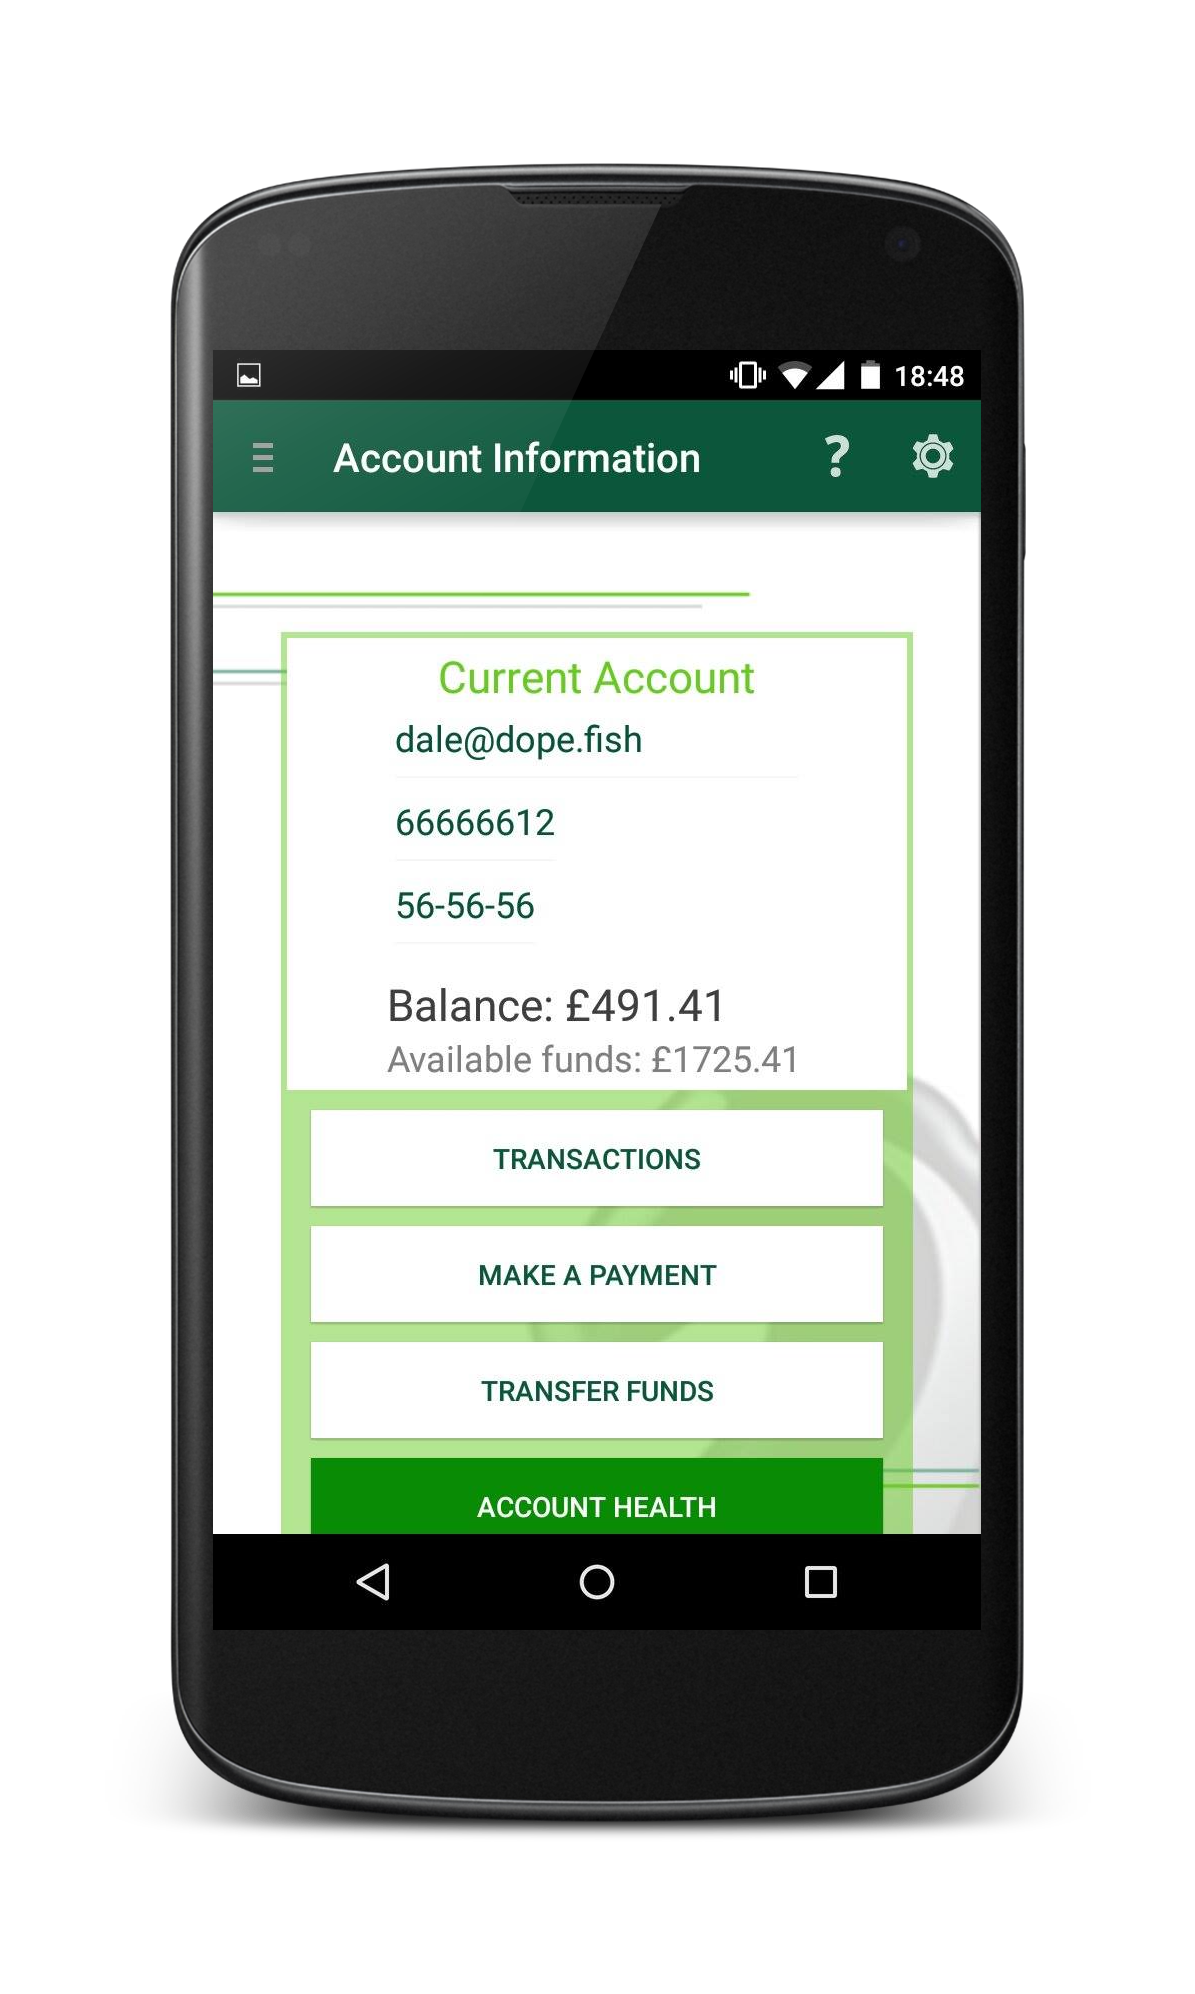 18:48
Account Information
Current Account
dale@dope.fish
66666612
56-56-56
Balance: £491.41
Available funds: £1725.41
TRANSACTIONS
MAKE A PAYMENT
TRANSFER FUNDS
ACCOUNT HEALTH